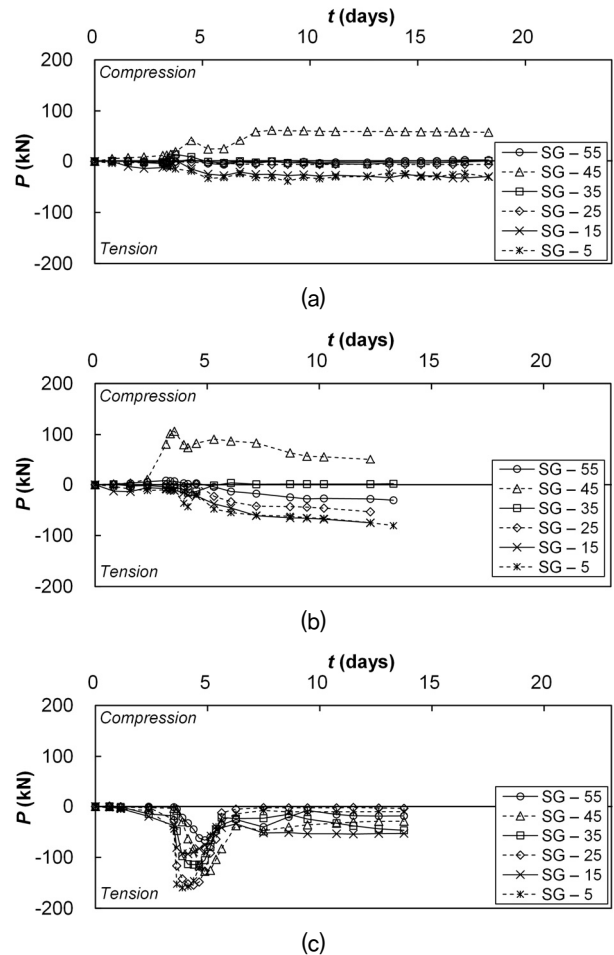 t (days)
0 5 10 15 20
200
Compression
100
P (kN)
0
-100
Tension
-200
SG – 55
SG – 45
SG – 35
SG – 25
SG – 15
SG – 5
(a)
t (days)
0 5 10 15 20
200
Compression
100
P (kN)
0
-100
Tension
-200
SG – 55
SG – 45
SG – 35
SG – 25
SG – 15
SG – 5
(b)
t (days)
0 5 10 15 20
200
Compression
100
P (kN)
0
-100
Tension
-200
SG – 55
SG – 45
SG – 35
SG – 25
SG – 15
SG – 5
(c)